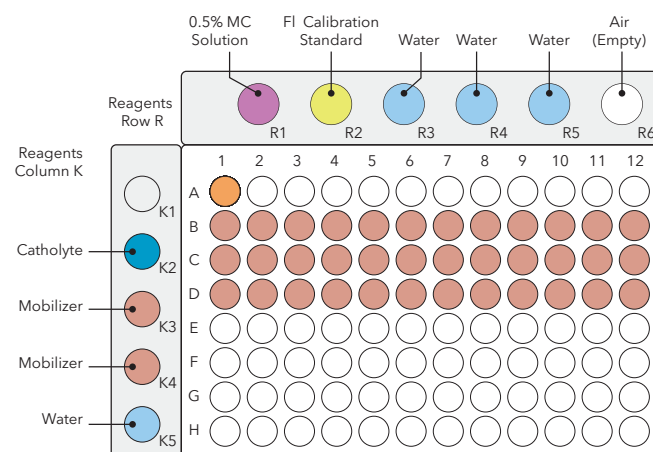 0.5% MC
Solution
Fl Calibration
Standard
Water
Water
Water
Air
(Empty)
Reagents
Row R
R1
R2
R3
R4
R5
R6
Reagents
Column K
1 2 3 4 5 6 7 8 9 10 11 12
A
K1
B
Catholyte
K2
C
D
Mobilizer
K3
E
F
Mobilizer
K4
G
Water
K5
H